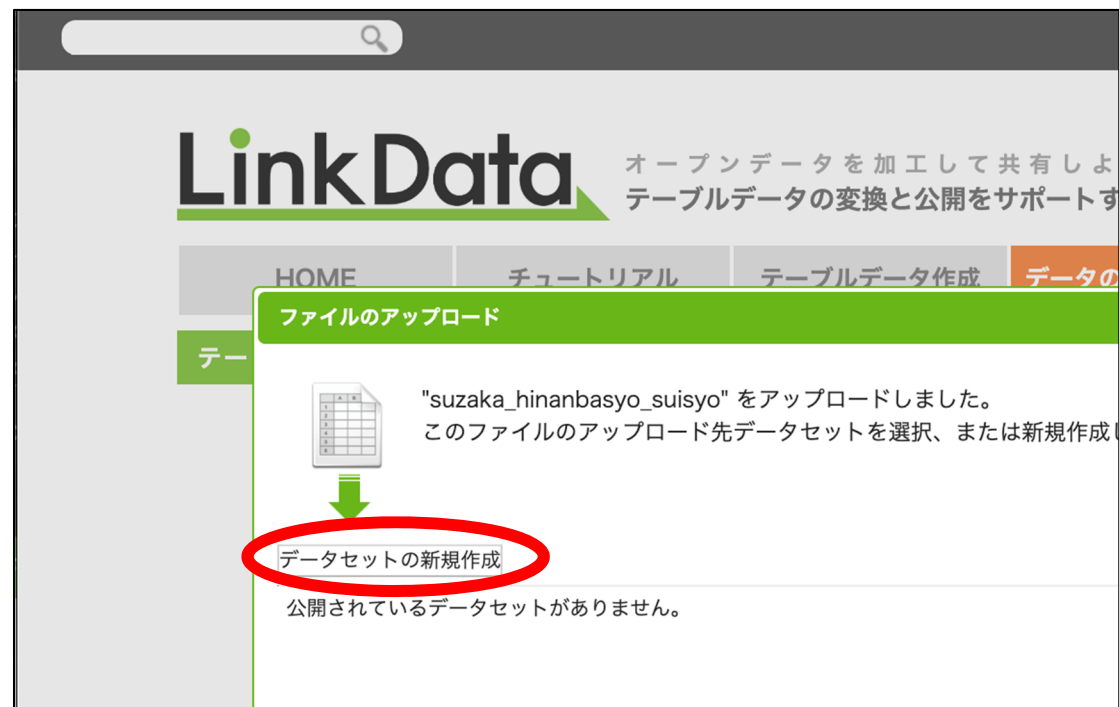 LinkData
オープンデータを加工して共有しよ
テーブルデータの変換と公開をサポートす
HOME
チュートリアル
テーブルデータ作成
データの
ファイルのアップロード
テー
"suzaka_hinanbasyo_suisyo" をアップロードしました。
このファイルのアップロード先データセットを選択、または新規作成し
データセットの新規作成
公開されているデータセットがありません。